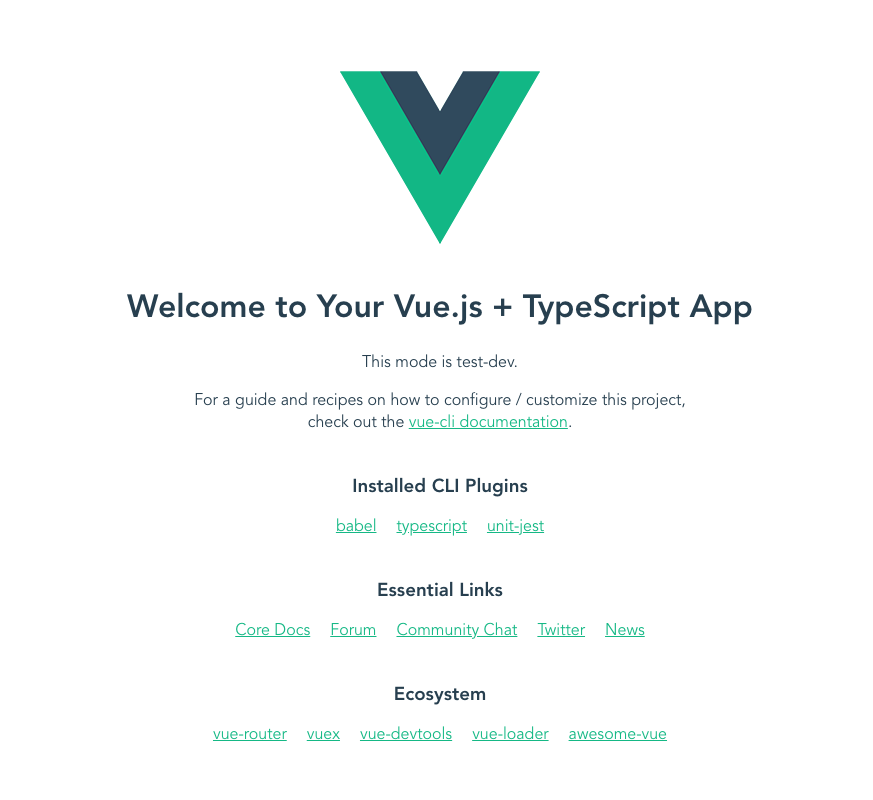 Welcome to Your Vue.js + TypeScript App
This mode is test-dev.
For a guide and recipes on how to configure / customize this project,
check out the vue-cli documentation.
Installed CLI Plugins
babel typescript unit-jest
Essential Links
Core Docs Forum Community Chat Twitter News
Ecosystem
vue-router vuex vue-devtools vue-loader awesome-vue